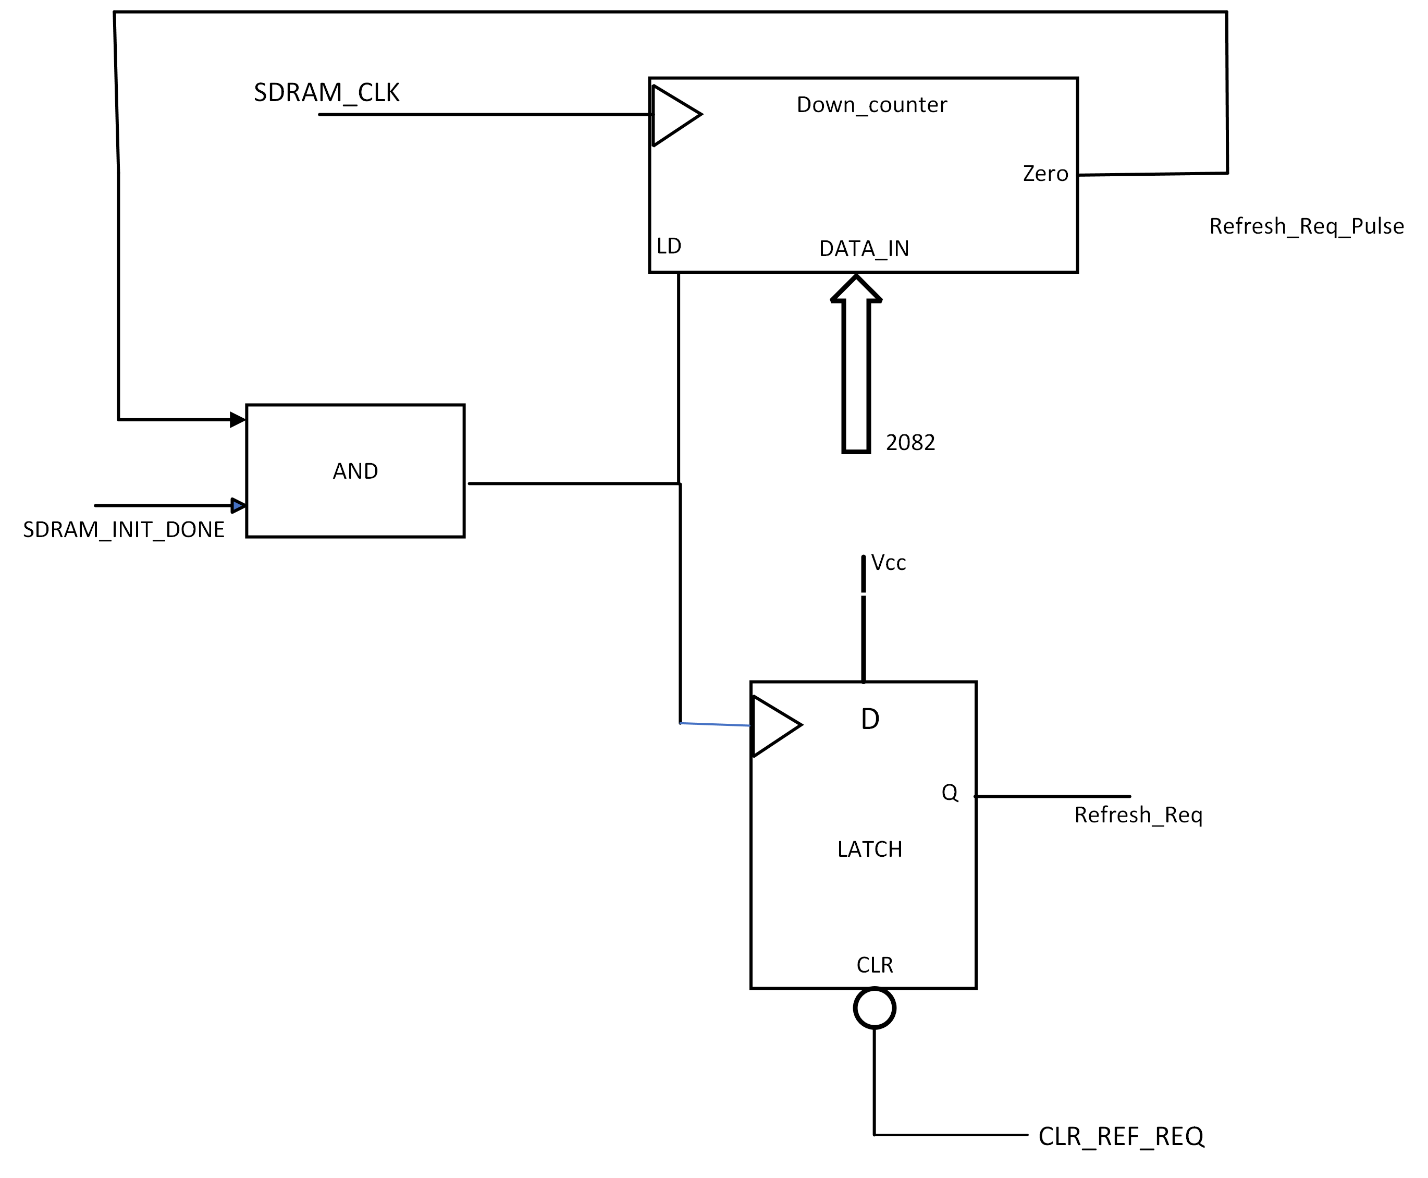 SDRAM_CLK
Down_counter
Zero
Refresh_Req_Pulse
LD
DATA_IN
2082
AND
SDRAM_INIT_DONE
Vcc
D
Q
Refresh_Req
LATCH
CLR
CLR_REF_REQ